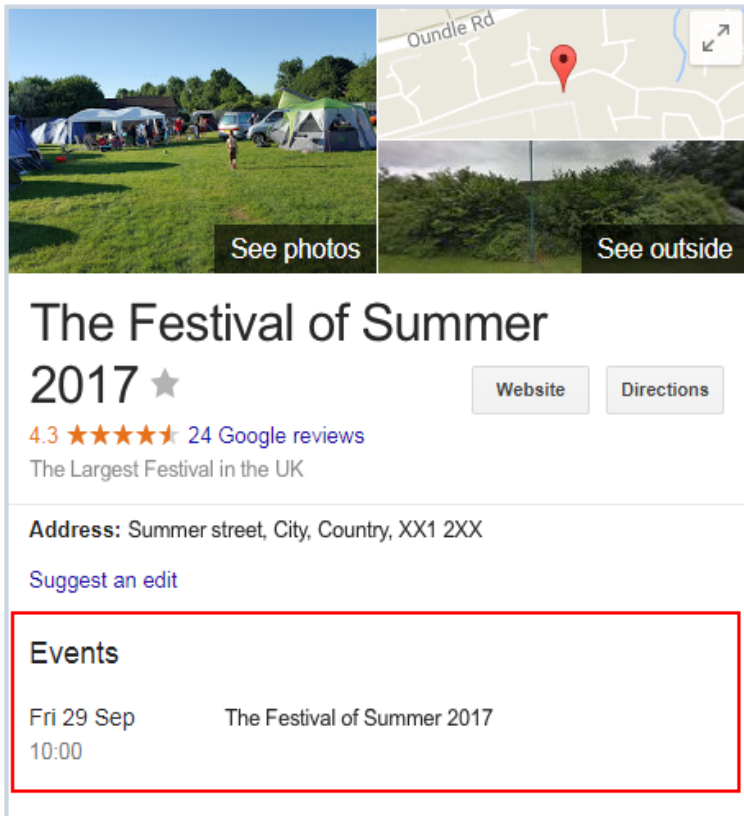 Oundle Rd
See photos
See outside
The Festival of Summer
2017
Website
Directions
4.3 24 Google reviews
The Largest Festival in the UK
Address: Summer street, City, Country, XX1 2XX
Suggest an edit
Events
Fri 29 Sep The Festival of Summer 2017
10:00